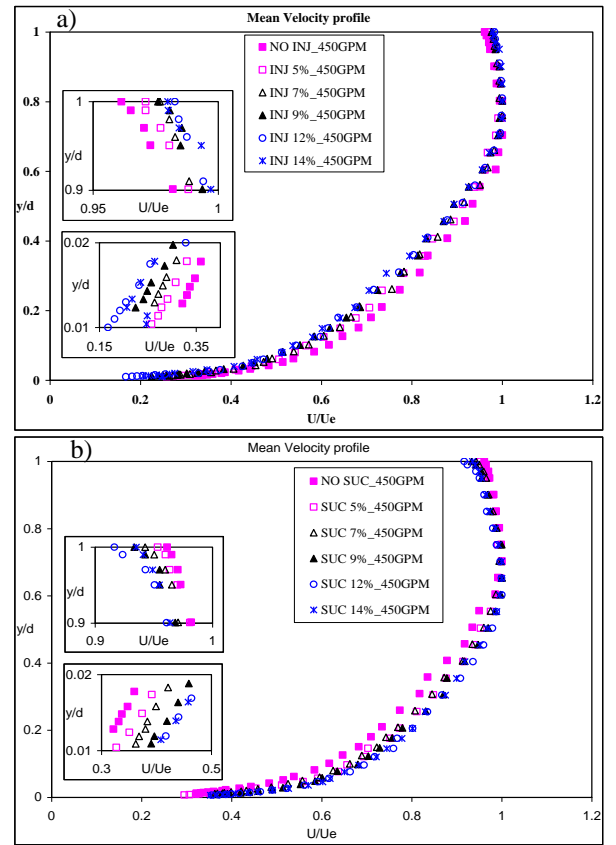 a)
Mean Velocity profile
NO INJ_450GPM
INJ 5%_450GPM
INJ 7%_450GPM
INJ 9%_450GPM
INJ 12%_450GPM
INJ 14%_450GPM
1
y/d
0.9
0.95
U/Ue
1
0.02
y/d
0.01
0.15
U/Ue
0.35
1
0.8
0.6
y/d
0.4
0.2
0
0
0.2
0.4
0.6
0.8
1
1.2
U/Ue
b)
Mean Velocity profile
NO SUC_450GPM
SUC 5%_450GPM
SUC 7%_450GPM
SUC 9%_450GPM
SUC 12%_450GPM
SUC 14%_450GPM
1
y/d
0.9
0.9
U/Ue
1
0.02
y/d
0.01
0.3
U/Ue
0.5
1
0.8
0.6
y/d
0.4
0.2
0
0
0.2
0.4
0.6
0.8
1
1.2
U/Ue